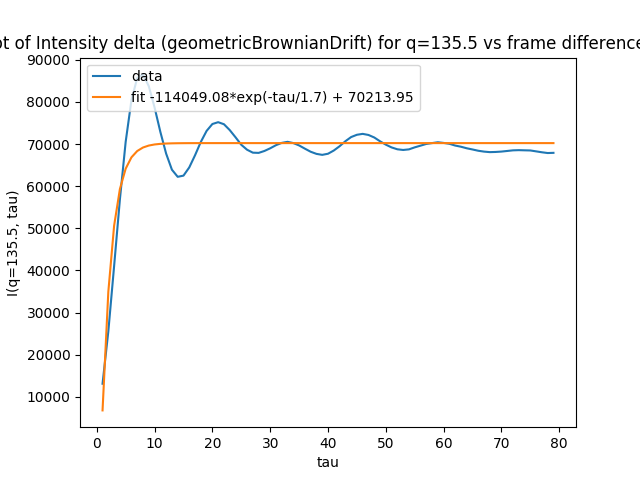 of Intensity delta (geometricBrownianDrift) for q=135.5 vs frame difference
90000
80000
70000
60000
50000
40000
30000
20000
10000
data
fit -114049.08*exp(-tau/1.7) + 70213.95
I(q=135.5, tau)
0 10 20 30 40 50 60 70 80
tau